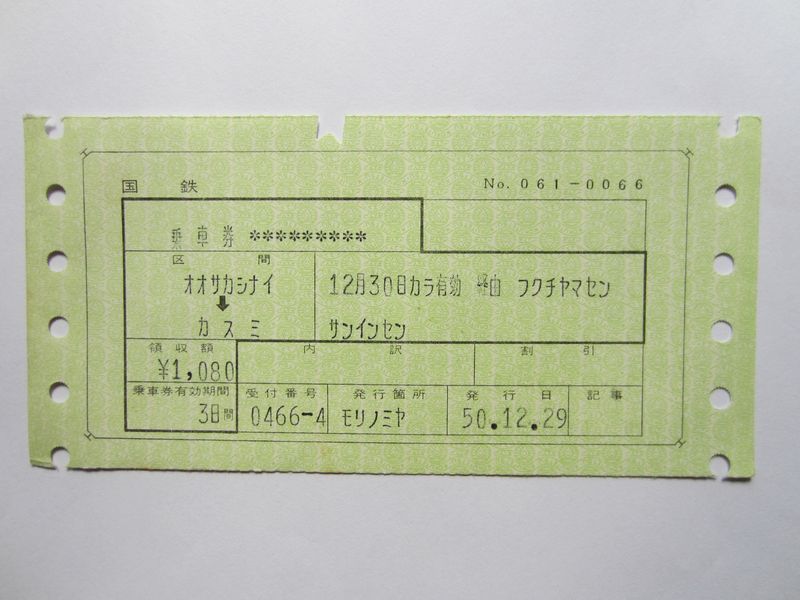 国鉄 No. 061-0066
乗車券 *********
区間
オオサカシナイ
↓
カスミ
12月30日カラ有効 経由 フクチヤマセン
サンインセン
領収額 内訳 割引
¥1,080
乗車券有効期間 受付番号 発行箇所 発行日 記事
3日間 0466-4 モリノミヤ 50.12.29